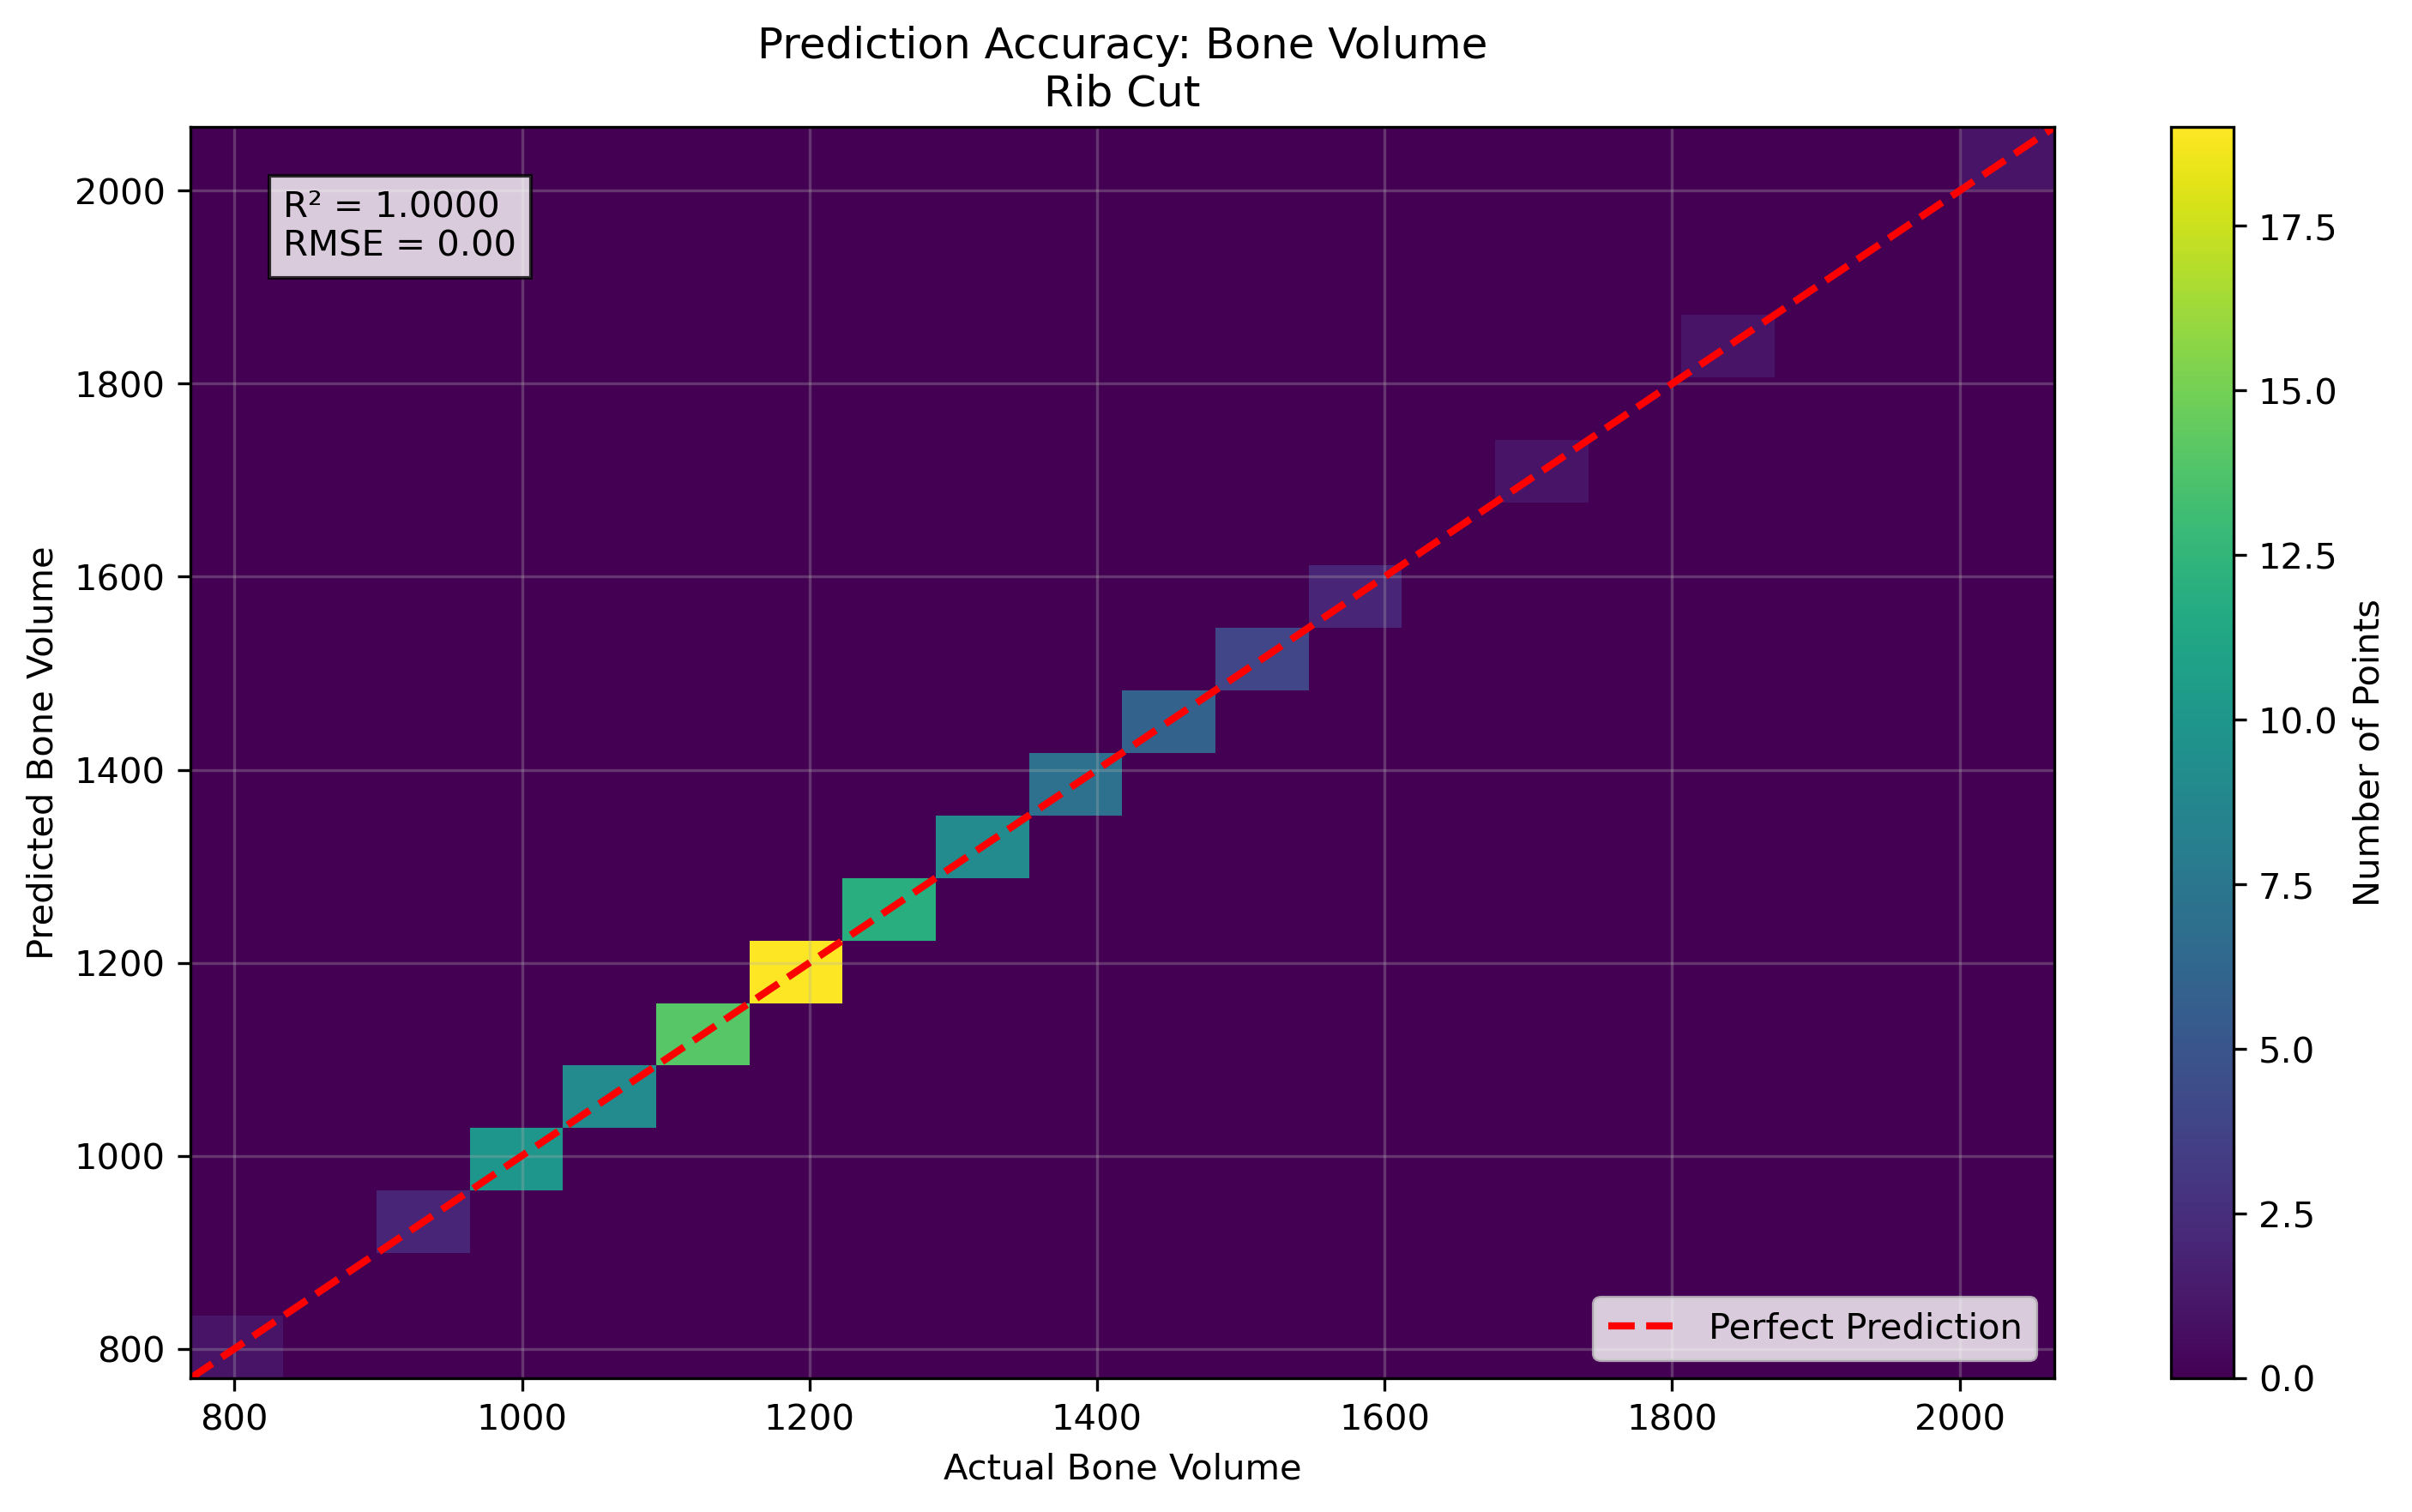 Prediction Accuracy: Bone Volume
Rib Cut
R² = 1.0000
RMSE = 0.00
Predicted Bone Volume
2000
1800
1600
1400
1200
1000
800
800 1000 1200 1400 1600 1800 2000
Actual Bone Volume
Perfect Prediction
17.5
15.0
12.5
10.0
7.5
5.0
2.5
0.0
Number of Points